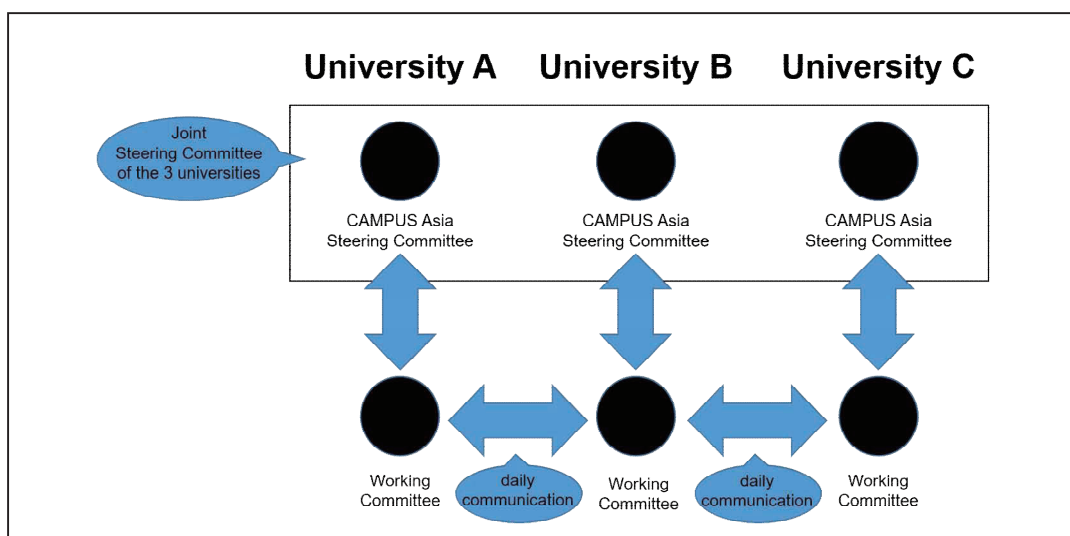 University A University B University C
Joint
Steering Committee
of the 3 universities
CAMPUS Asia
Steering Committee
CAMPUS Asia
Steering Committee
CAMPUS Asia
Steering Committee
Working
Committee
daily
communication
Working
Committee
daily
communication
Working
Committee